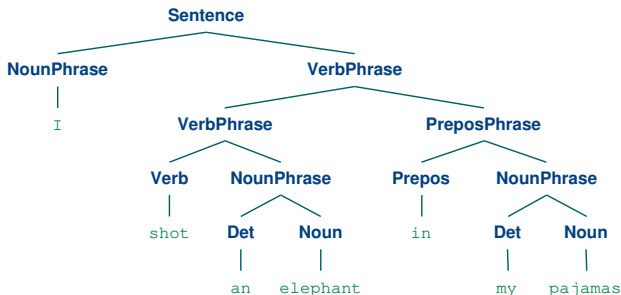 Sentence
NounPhrase VerbPhrase
I VerbPhrase PreposPhrase
Verb NounPhrase Prepos NounPhrase
shot Det Noun in Det Noun
an elephant my pajamas